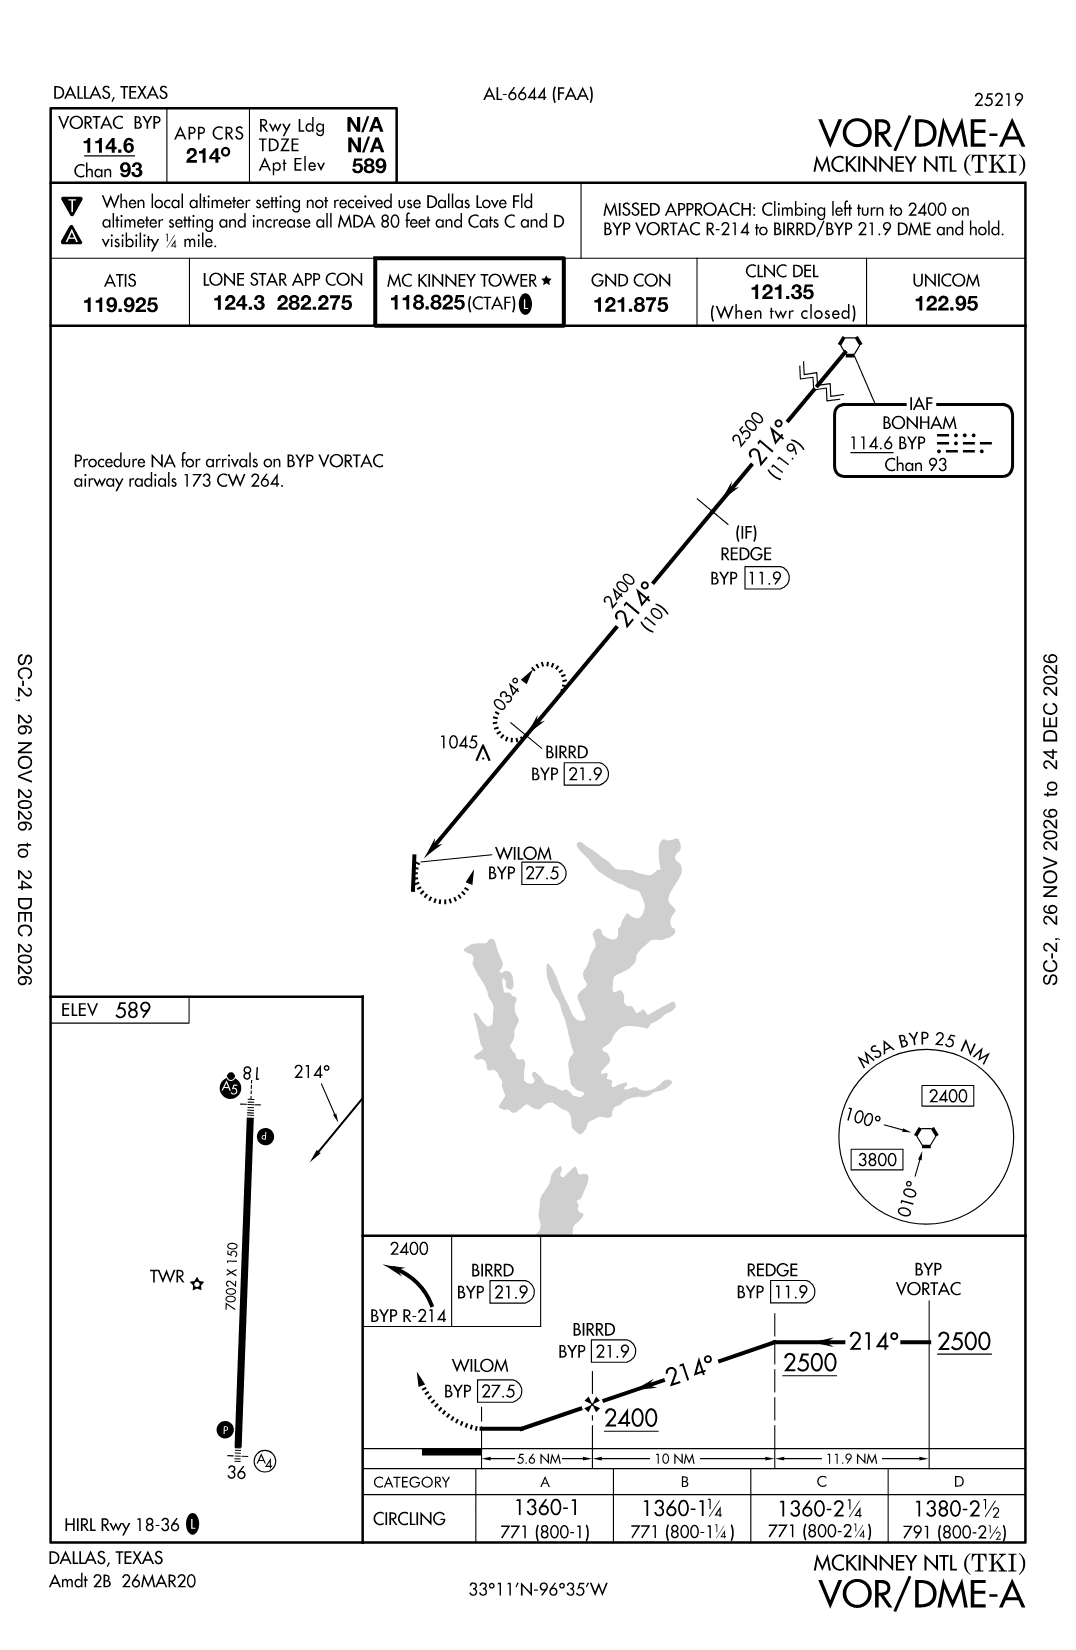 DALLAS, TEXAS
AL-6644 (FAA)
25219
VORTAC BYP
114.6
Chan 93
APP CRS
214°
Rwy Ldg N/A
TDZE N/A
Apt Elev 589
VOR/DME-A
MCKINNEY NTL (TKI)
T
A
When local altimeter setting not received use Dallas Love Fld
altimeter setting and increase all MDA 80 feet and Cats C and D
visibility ¼ mile.
MISSED APPROACH: Climbing left turn to 2400 on
BYP VORTAC R-214 to BIRRD/BYP 21.9 DME and hold.
ATIS
119.925
LONE STAR APP CON
124.3 282.275
MC KINNEY TOWER ★
118.825 (CTAF) L
GND CON
121.875
CLNC DEL
121.35
(When twr closed)
UNICOM
122.95
IAF
BONHAM
114.6 BYP
Chan 93
2500
214°
(11.9)
Procedure NA for arrivals on BYP VORTAC
airway radials 173 CW 264.
(IF)
REDGE
BYP 11.9
2400
214°
(10)
034°
1045
BIRRD
BYP 21.9
WILOM
BYP 27.5
SC-2, 26 NOV 2026 to 24 DEC 2026
SC-2, 26 NOV 2026 to 24 DEC 2026
ELEV 589
A5
18
214°
P
7002 X 150
TWR
P
36
A4
HIRL Rwy 18-36 L
MSA BYP 25 NM
2400
100°
3800
010°
2400
BYP R-214
BIRRD
BYP 21.9
REDGE
BYP 11.9
BYP
VORTAC
BIRRD
BYP 21.9
WILOM
BYP 27.5
214°
2500
214°
2500
2400
5.6 NM
10 NM
11.9 NM
CATEGORY A B C D
CIRCLING
1360-1
771 (800-1)
1360-1¼
771 (800-1¼)
1360-2¼
771 (800-2¼)
1380-2½
791 (800-2½)
DALLAS, TEXAS
Amdt 2B 26MAR20
33°11'N-96°35'W
MCKINNEY NTL (TKI)
VOR/DME-A